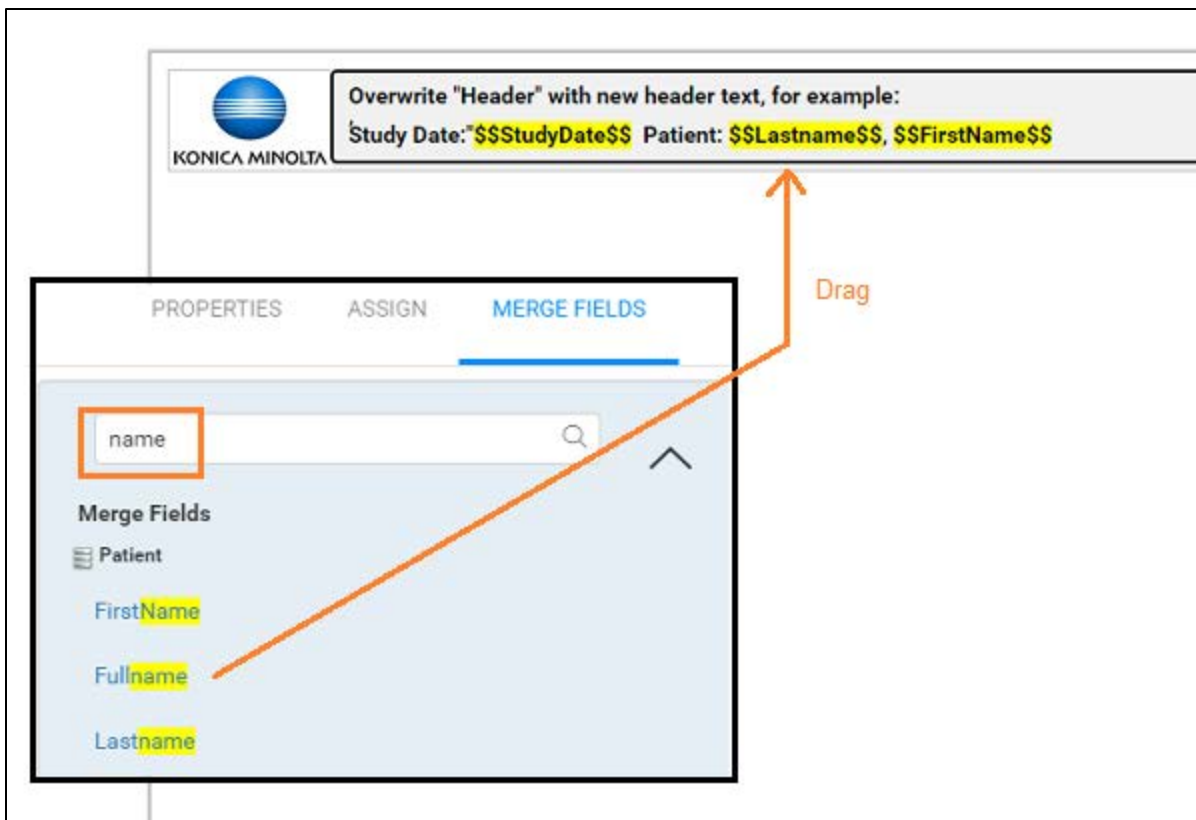 Overwrite "Header" with new header text, for example:
KONICA MINOLTA
Study Date:"$$StudyDate$$ Patient: $$Lastname$$, $$FirstName$$
Drag
PROPERTIES ASSIGN MERGE FIELDS
name
Merge Fields
Patient
FirstName
Fullname
Lastname